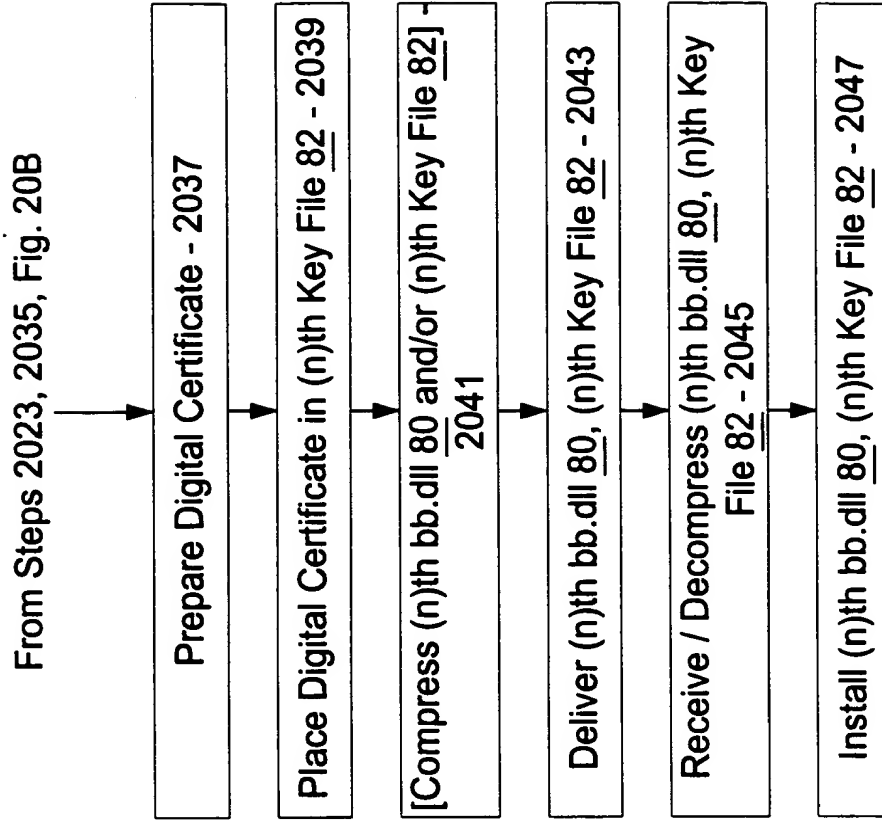 From Steps 2023, 2035, Fig. 20B
Prepare Digital Certificate - 2037
Place Digital Certificate in (n)th Key File 82 - 2039
[Compress (n)th bb.dll 80 and/or (n)th Key File 82] -
2041
Deliver (n)th bb.dll 80, (n)th Key File 82 - 2043
Receive / Decompress (n)th bb.dll 80, (n)th Key
File 82 - 2045
Install (n)th bb.dll 80, (n)th Key File 82 - 2047